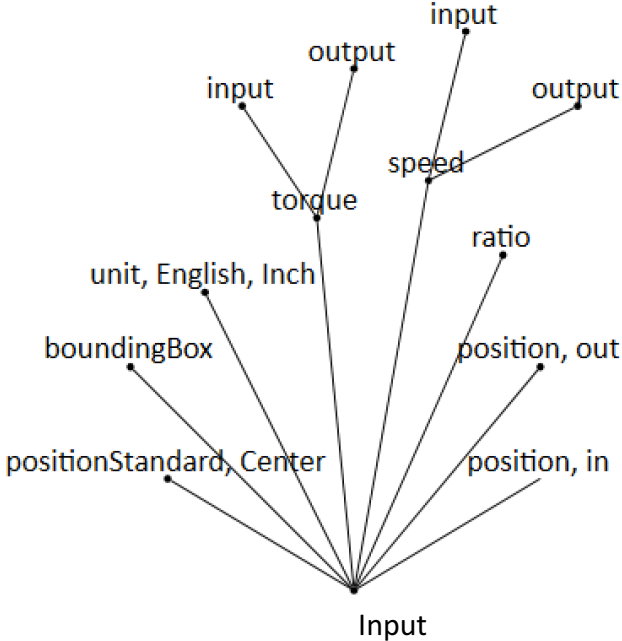 input
output
input
output
speed
torque
ratio
unit, English, Inch
boundingBox
position, out
positionStandard, Center
position, in
Input